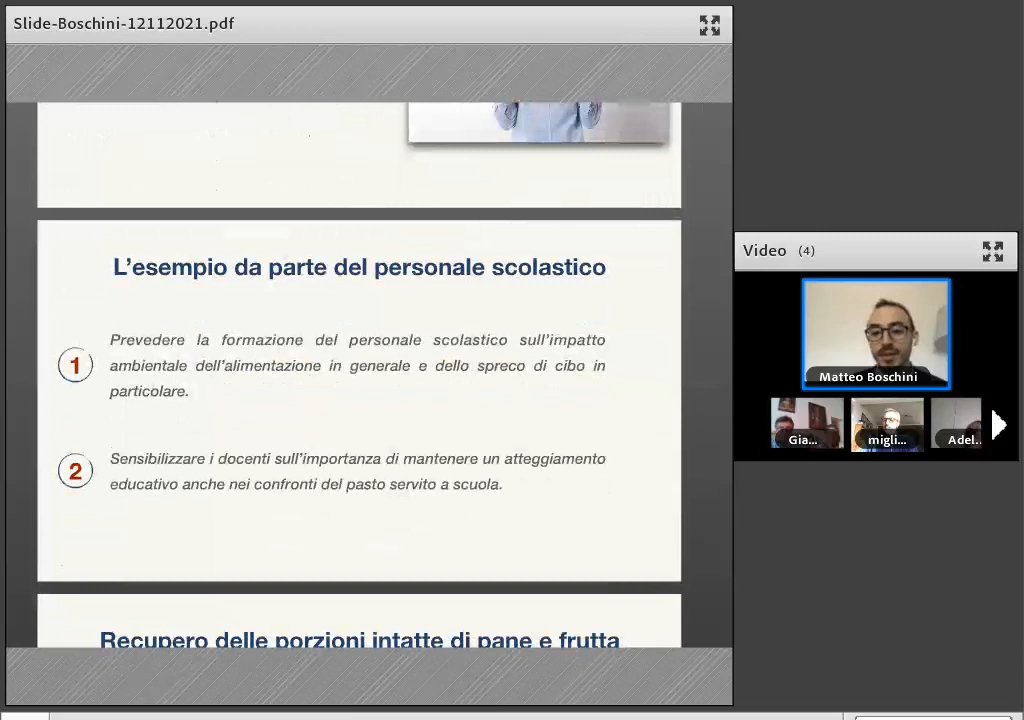 Slide-Boschini-12112021.pdf
L'esempio da parte del personale scolastico
1
Prevedere la formazione del personale scolastico sull'impatto
ambientale dell'alimentazione in generale e dello spreco di cibo in
particolare.
2
Sensibilizzare i docenti sull'importanza di mantenere un atteggiamento
educativo anche nei confronti del pasto servito a scuola.
Recupero delle porzioni intatte di pane e frutta
Video (4)
Matteo Boschini
Gia...
migli...
Adel..